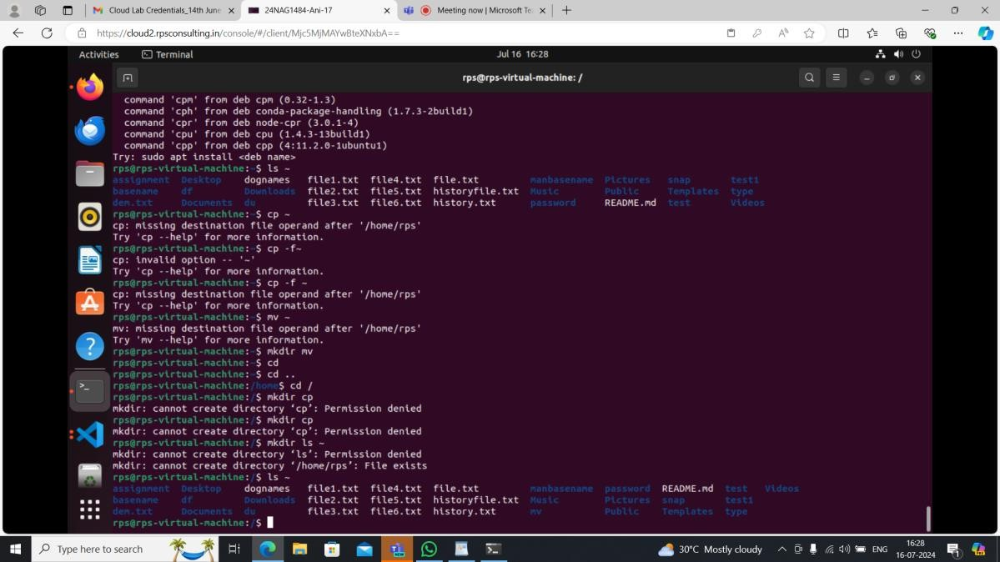 Cloud Lab Credentials_14th June
24NAG1484-Ani-17
Meeting now | Microsoft Te
https://cloud2.rpsconsulting.in/console/#/client/Mjc5MjMAYwBteXNxbA==
Activities
Terminal
Jul 16 16:28
rps@rps-virtual-machine: /
command 'cpm' from deb cpm (0.32-1.3)
command 'cph' from deb conda-package-handling (1.7.3-2build1)
command 'cpr' from deb node-cpr (3.0.1-4)
command 'cpu' from deb cpu (1.4.3-13build1)
command 'cpp' from deb cpp (4:11.2.0-1ubuntu1)
Try: sudo apt install <deb name>
rps@rps-virtual-machine:~$ ls ~
assignment Desktop dognames file1.txt file4.txt file.txt manbasename Pictures snap test1
basename df Downloads file2.txt file5.txt historyfile.txt Music Public Templates type
dem.txt Documents du file3.txt file6.txt history.txt password README.md test Videos
rps@rps-virtual-machine:~$ cp ~
cp: missing destination file operand after '/home/rps'
Try 'cp --help' for more information.
rps@rps-virtual-machine:~$ cp -f~
cp: invalid option -- '~'
Try 'cp --help' for more information.
rps@rps-virtual-machine:~$ cp -f ~
cp: missing destination file operand after '/home/rps'
Try 'cp --help' for more information.
rps@rps-virtual-machine:~$ mv ~
mv: missing destination file operand after '/home/rps'
Try 'mv --help' for more information.
rps@rps-virtual-machine:~$ mkdir mv
rps@rps-virtual-machine:~$ cd
rps@rps-virtual-machine:~$ cd ..
rps@rps-virtual-machine:/home$ cd /
rps@rps-virtual-machine:/$ mkdir cp
mkdir: cannot create directory ‘cp’: Permission denied
rps@rps-virtual-machine:/$ mkdir cp
mkdir: cannot create directory ‘cp’: Permission denied
rps@rps-virtual-machine:/$ mkdir ls ~
mkdir: cannot create directory ‘ls’: Permission denied
mkdir: cannot create directory ‘/home/rps’: File exists
rps@rps-virtual-machine:/$ ls ~
assignment Desktop dognames file1.txt file4.txt file.txt manbasename password README.md test Videos
basename df Downloads file2.txt file5.txt historyfile.txt Music Pictures snap test1
dem.txt Documents du file3.txt file6.txt history.txt mv Public Templates type
rps@rps-virtual-machine:/$
Type here to search
30°C Mostly cloudy
ENG
16:28
16-07-2024
1